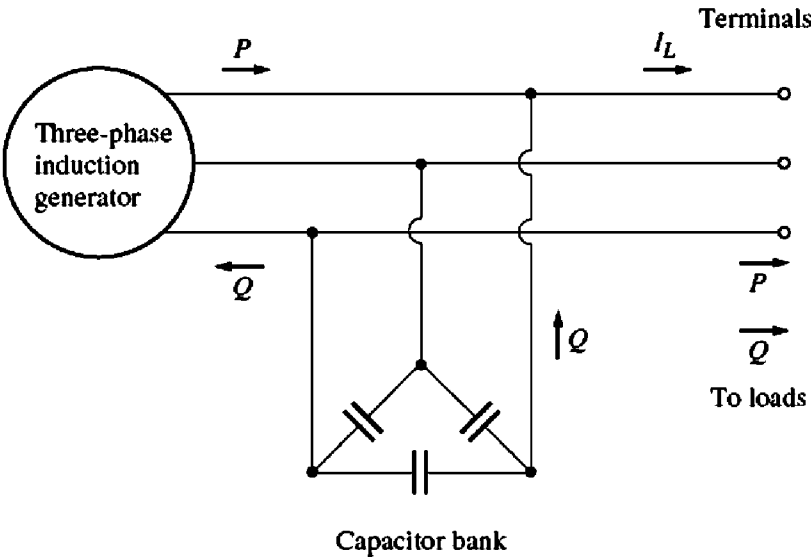 Terminals
P
I_L
Three-phase
induction
generator
Q
P
Q
Q
To loads
Capacitor bank